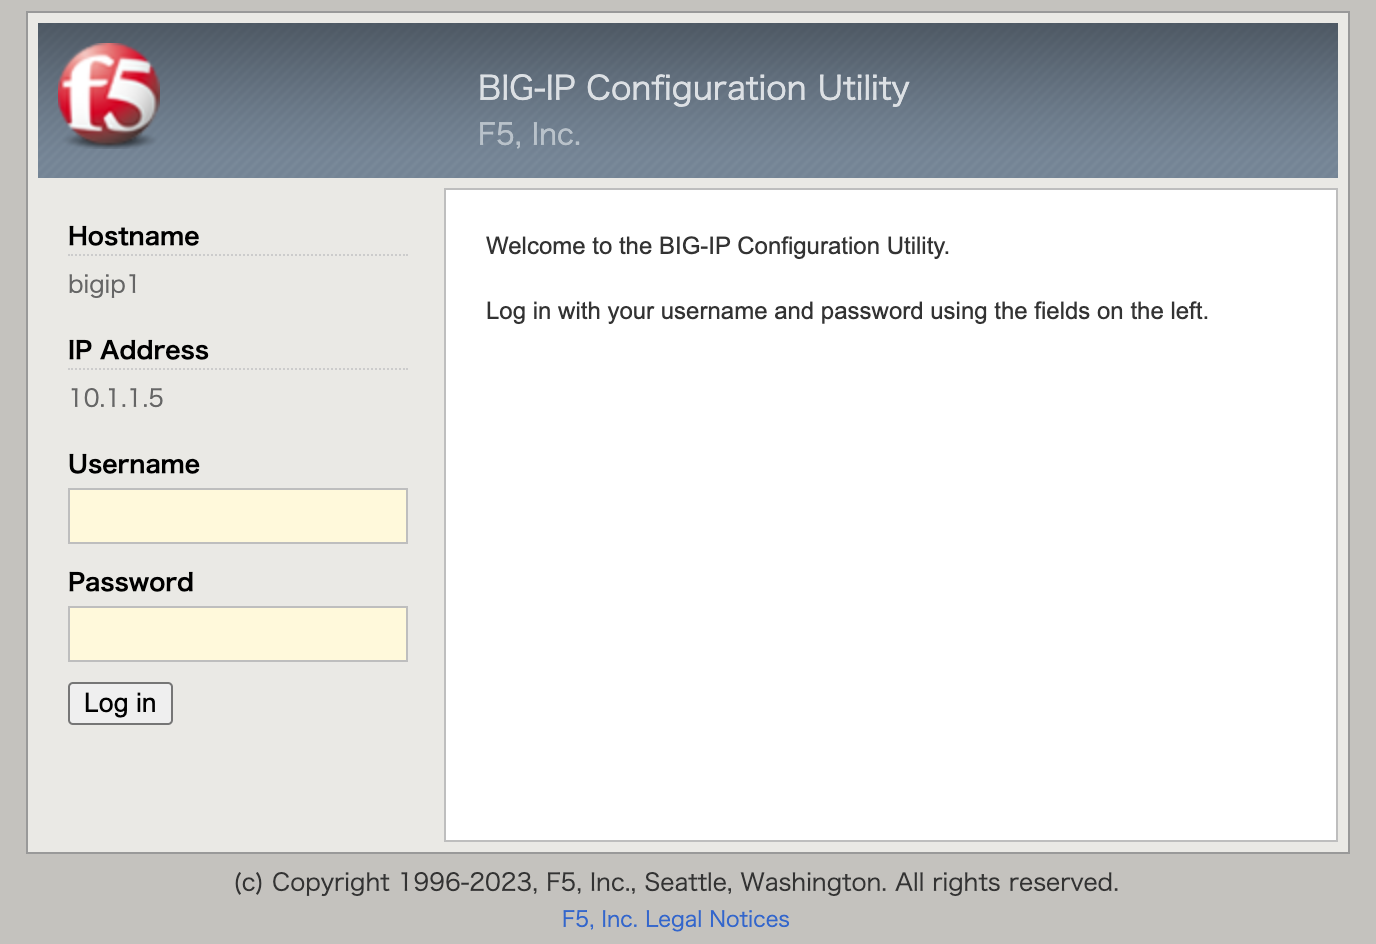 f5
BIG-IP Configuration Utility
F5, Inc.
Hostname
bigip1
IP Address
10.1.1.5
Username
Password
Log in
Welcome to the BIG-IP Configuration Utility.
Log in with your username and password using the fields on the left.
(c) Copyright 1996-2023, F5, Inc., Seattle, Washington. All rights reserved.
F5, Inc. Legal Notices